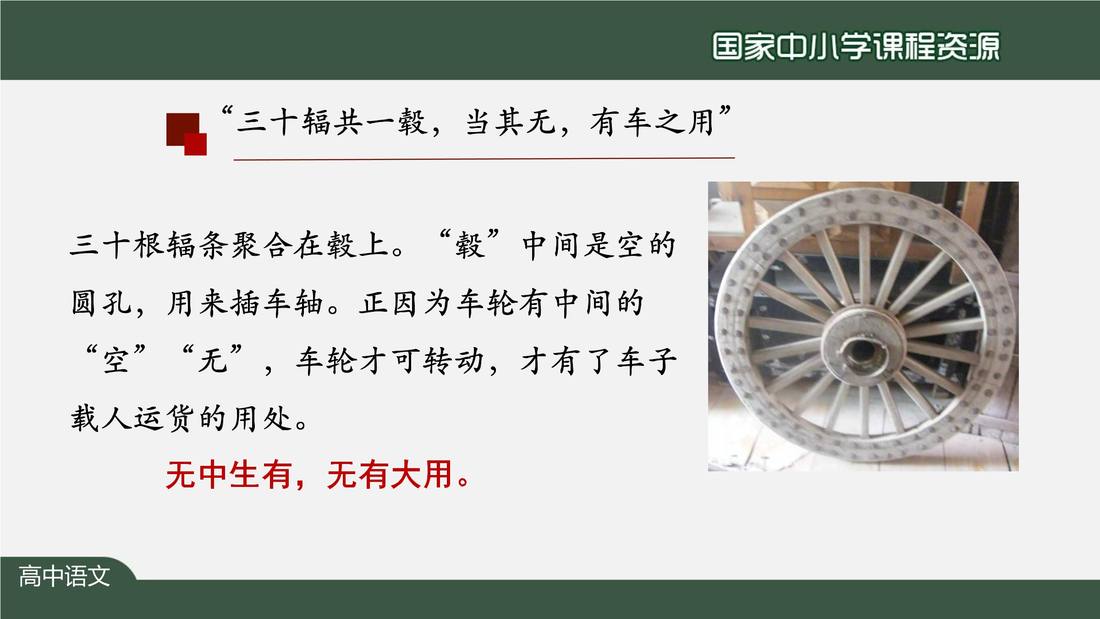 国家中小学课程资源
“三十辐共一毂，当其无，有车之用”
三十根辐条聚合在毂上。“毂”中间是空的
圆孔，用来插车轴。正因为车轮有中间的
“空”“无”，车轮才可转动，才有了车子
载人运货的用处。
无中生有，无有大用。
高中语文